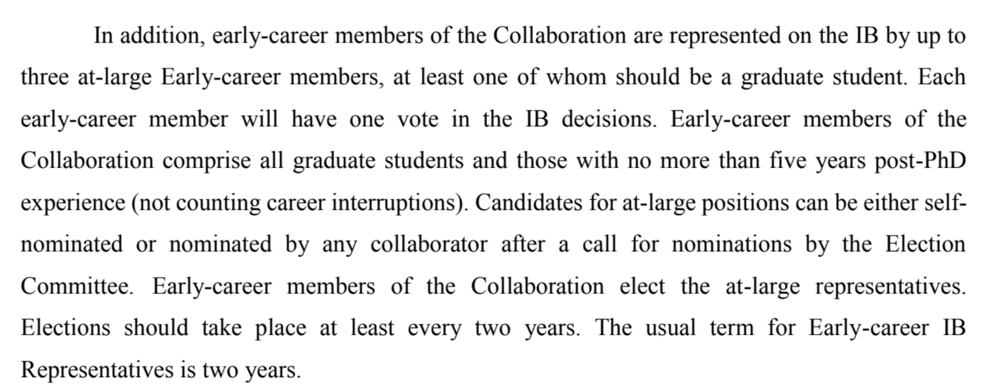 In addition, early-career members of the Collaboration are represented on the IB by up to
three at-large Early-career members, at least one of whom should be a graduate student. Each
early-career member will have one vote in the IB decisions. Early-career members of the
Collaboration comprise all graduate students and those with no more than five years post-PhD
experience (not counting career interruptions). Candidates for at-large positions can be either self-
nominated or nominated by any collaborator after a call for nominations by the Election
Committee. Early-career members of the Collaboration elect the at-large representatives.
Elections should take place at least every two years. The usual term for Early-career IB
Representatives is two years.